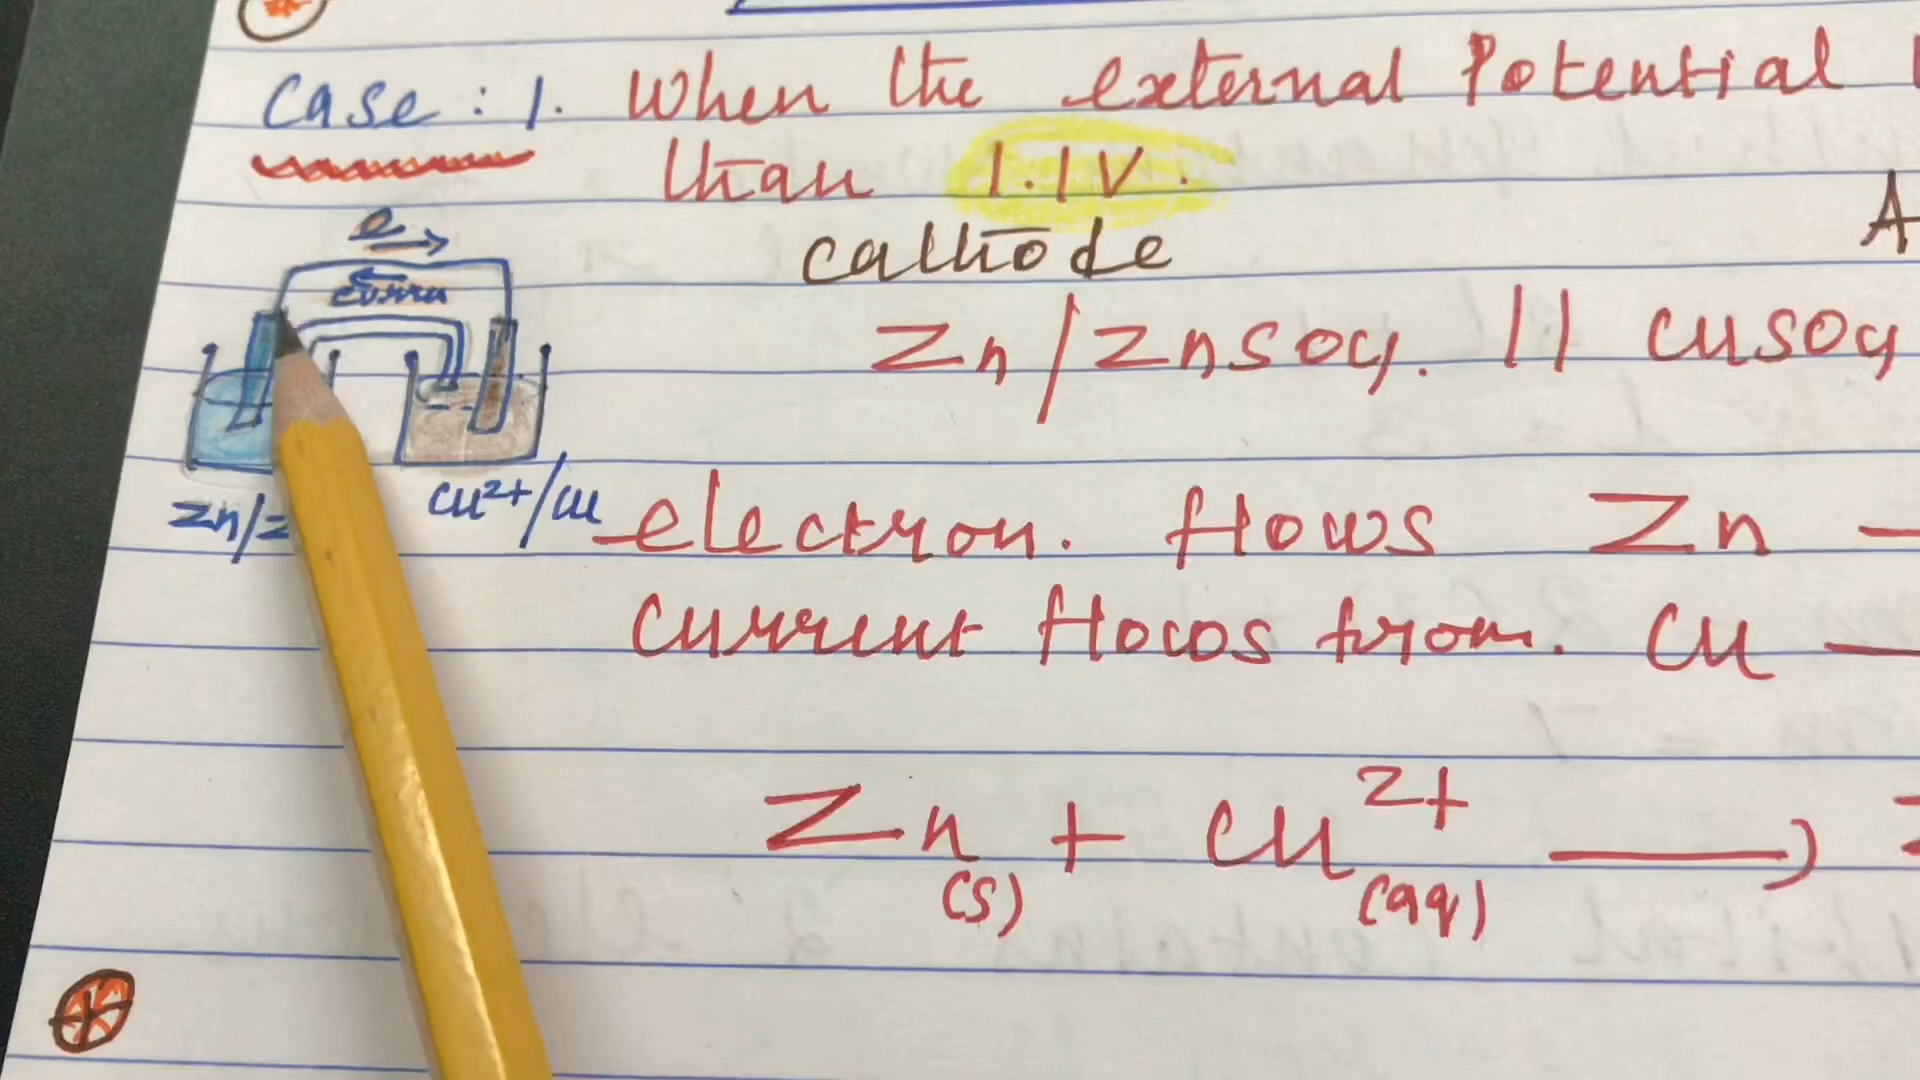 Case : 1. When the external Potential
than 1.1V.
cathode A
e
curre
Zn/ZnSO4. || CuSO4
Zn/Z
Cu²⁺/Cu
electron. flows Zn —
Current flows from. Cu —
Zn(s) + Cu²⁺(aq) ⟶